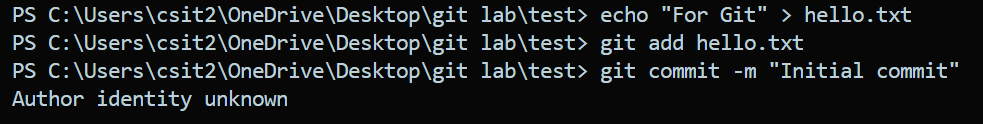 PS C:\Users\csit2\OneDrive\Desktop\git lab\test> echo "For Git" > hello.txt
PS C:\Users\csit2\OneDrive\Desktop\git lab\test> git add hello.txt
PS C:\Users\csit2\OneDrive\Desktop\git lab\test> git commit -m "Initial commit"
Author identity unknown